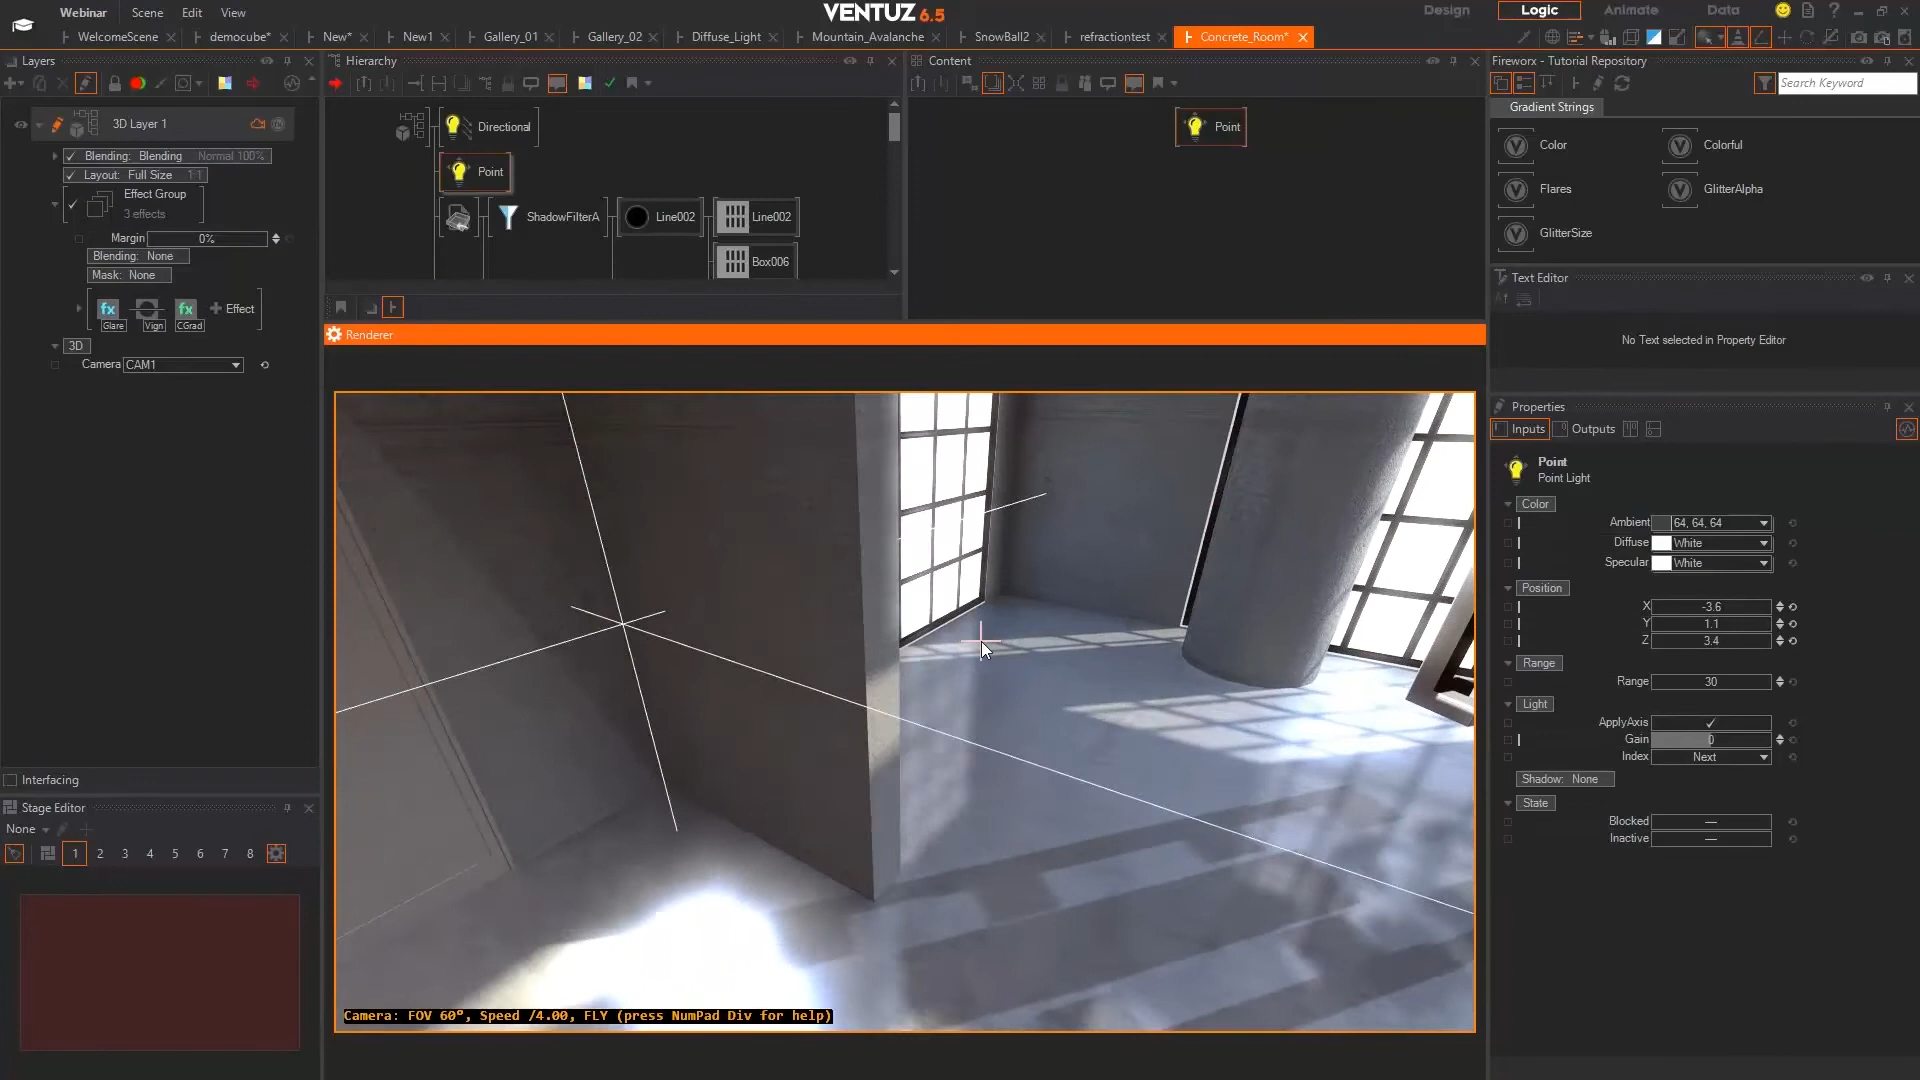 Webinar
Scene
Edit
View
VENTUZ 6.5
Design
Logic
Animate
Data
WelcomeScene
democube*
New*
New1
Gallery_01
Gallery_02
Diffuse_Light
Mountain_Avalanche
SnowBall2
refractiontest
Concrete_Room*
Layers
Hierarchy
Content
Fireworx - Tutorial Repository
Search Keyword
Gradient Strings
3D Layer 1
Blending: Blending Normal 100%
Layout: Full Size 1:1
Effect Group
3 effects
Margin 0%
Blending: None
Mask: None
fx
Glare
Vign
fx
CGrad
Effect
3D
Camera CAM1
Directional
Point
ShadowFilterA
Line002
Line002
Box006
Point
Color
Colorful
Flares
GlitterAlpha
GlitterSize
Text Editor
No Text selected in Property Editor
Renderer
Camera: FOV 60º, Speed /4.00, FLY (press NumPad Div for help)
Properties
Inputs
Outputs
Point
Point Light
Color
Ambient 64, 64, 64
Diffuse White
Specular White
Position
X -3.6
Y 1.1
Z 3.4
Range
Range 30
Light
ApplyAxis
Gain 0
Index Next
Shadow: None
State
Blocked
Inactive
Interfacing
Stage Editor
None
1 2 3 4 5 6 7 8